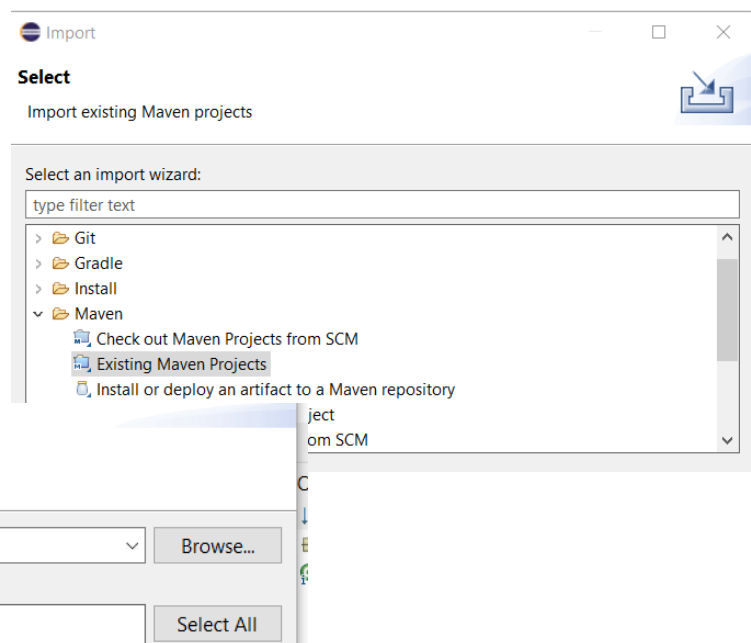 Import
Select
Import existing Maven projects
Select an import wizard:
type filter text
Git
Gradle
Install
Maven
Check out Maven Projects from SCM
Existing Maven Projects
Install or deploy an artifact to a Maven repository
ject
om SCM
Browse...
Select All